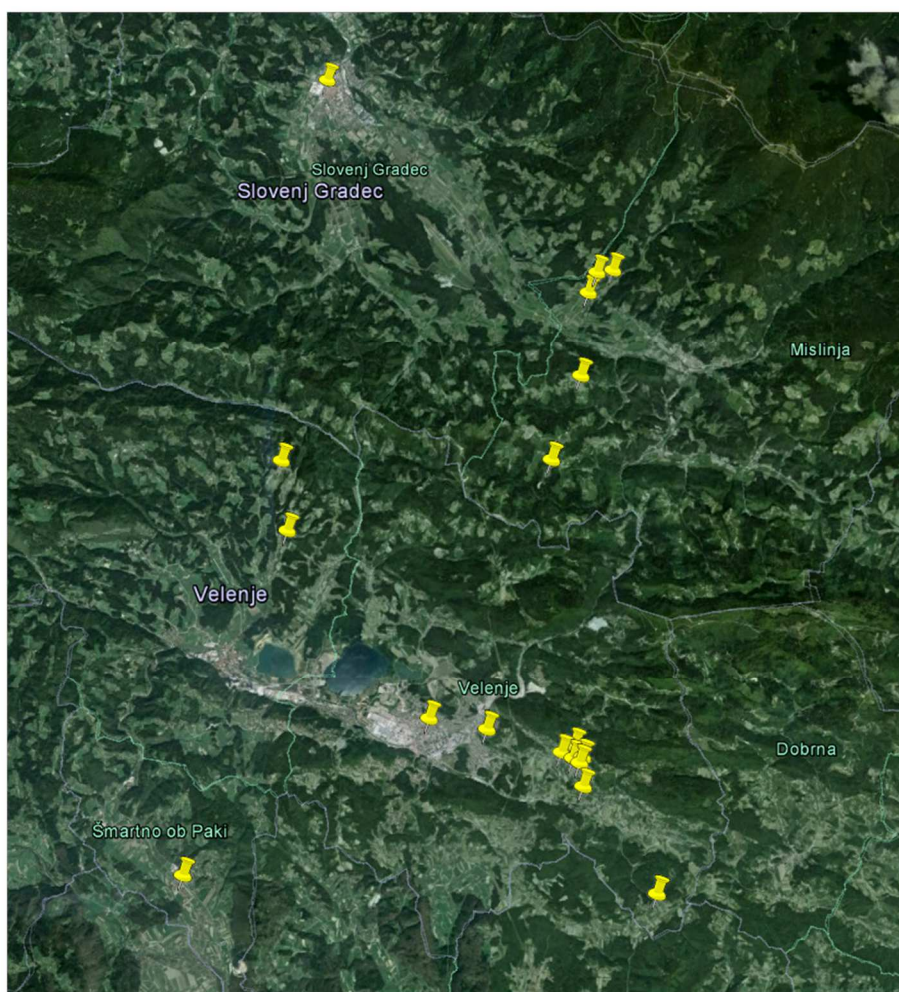 Slovenj Gradec
Slovenj Gradec
Mislinja
Velenje
Velenje
Dobrna
Šmartno ob Paki